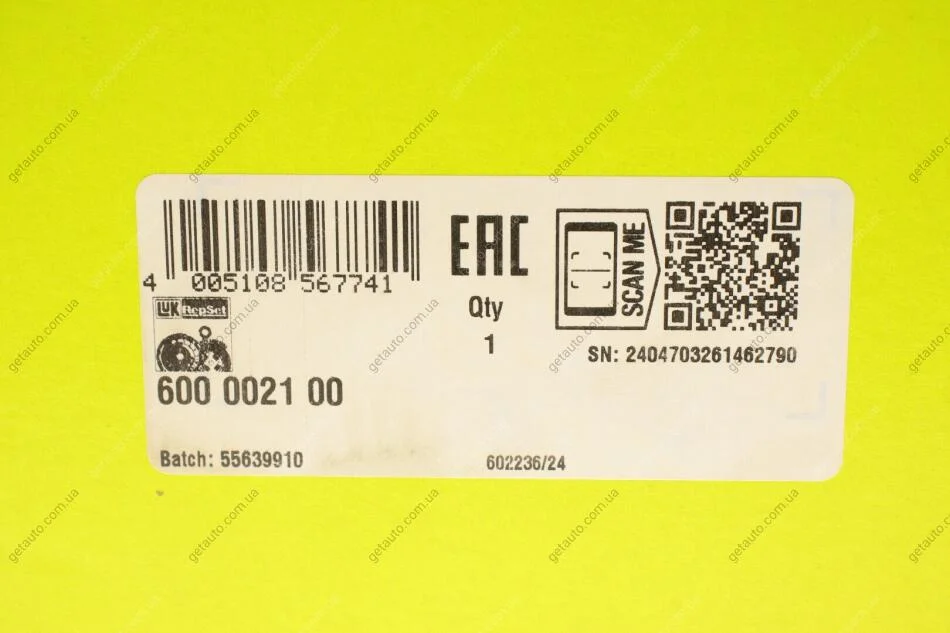 4 005108 567741
LUK RepSet
600 0021 00
Batch: 55639910
EAC
Qty
1
SCAN ME
SN: 2404703261462790
602236/24
getauto.com.ua